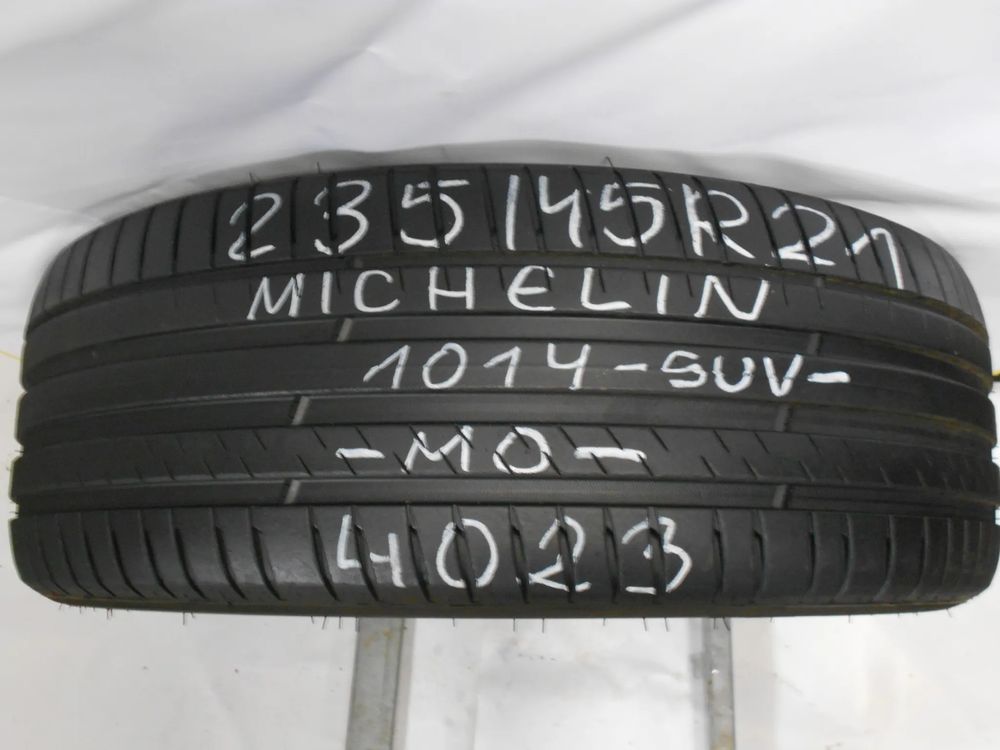 235/45R21
MICHELIN
1014-SUV-
-MO-
4023